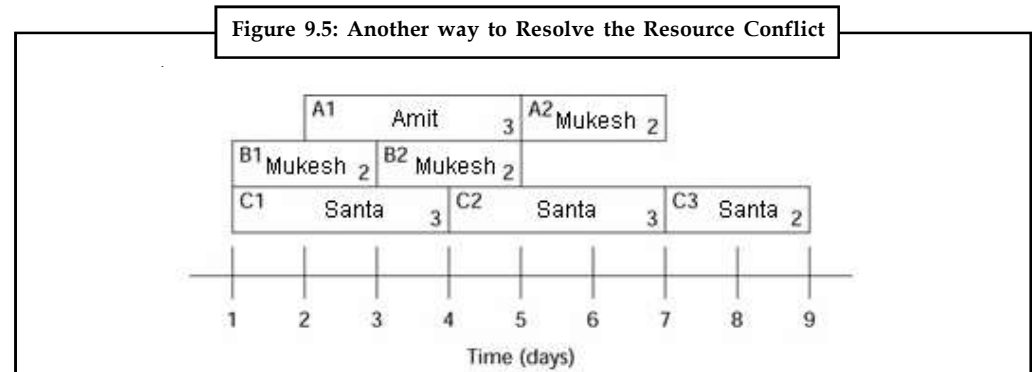 Figure 9.5: Another way to Resolve the Resource Conflict
A1 Amit 3 A2 Mukesh 2
B1 Mukesh 2 B2 Mukesh 2
C1 Santa 3 C2 Santa 3 C3 Santa 2
1 2 3 4 5 6 7 8 9
Time (days)